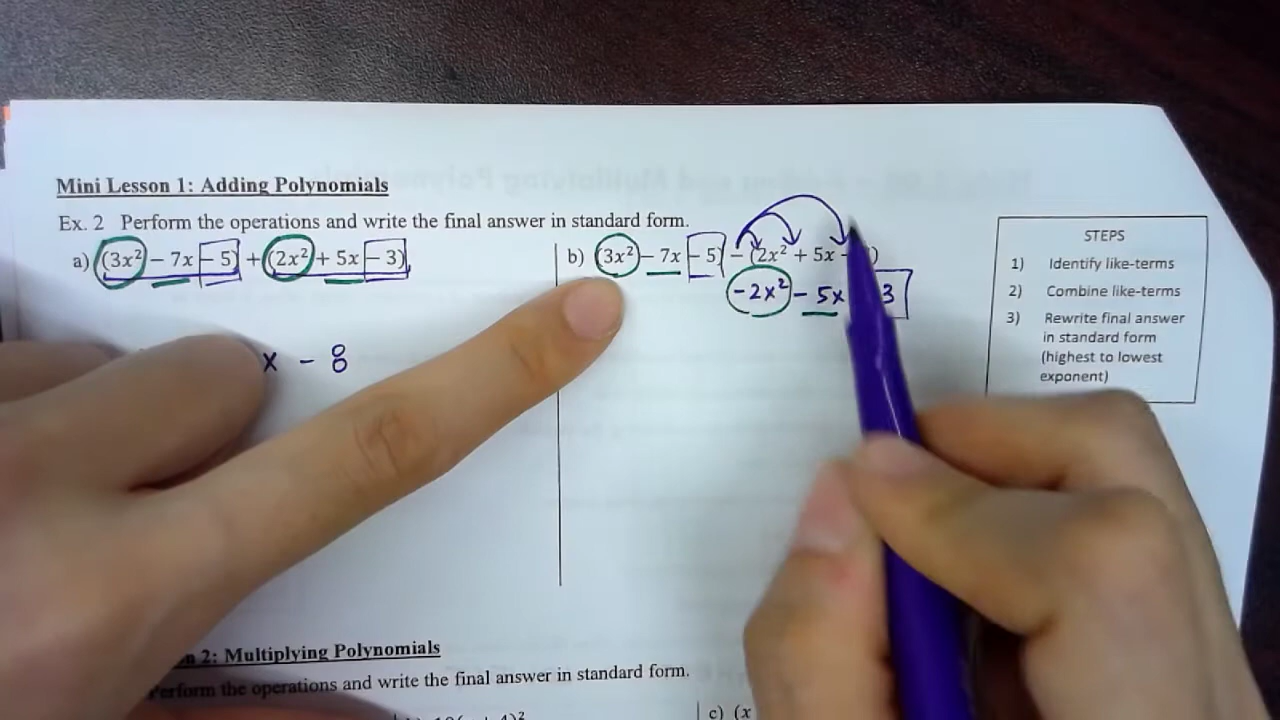 Mini Lesson 1: Adding Polynomials
Ex. 2 Perform the operations and write the final answer in standard form.
a) (3x² − 7x − 5) + (2x² + 5x − 3)
x − 8
b) (3x² − 7x − 5) − (2x² + 5x − )
−2x² − 5x 3
STEPS
1) Identify like-terms
2) Combine like-terms
3) Rewrite final answer
in standard form
(highest to lowest
exponent)
2: Multiplying Polynomials
Perform the operations and write the final answer in standard form.
c) (x